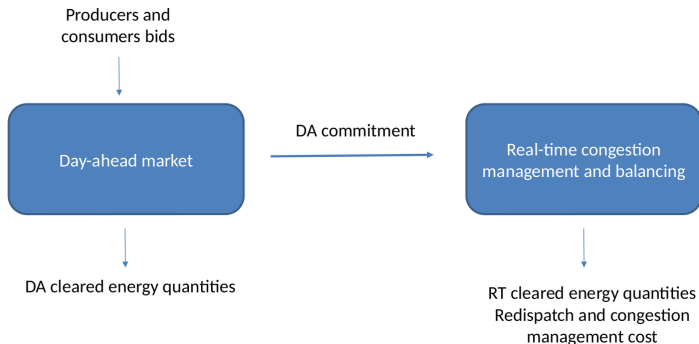 Producers and
consumers bids
Day-ahead market
DA commitment
Real-time congestion
management and balancing
DA cleared energy quantities
RT cleared energy quantities
Redispatch and congestion
management cost